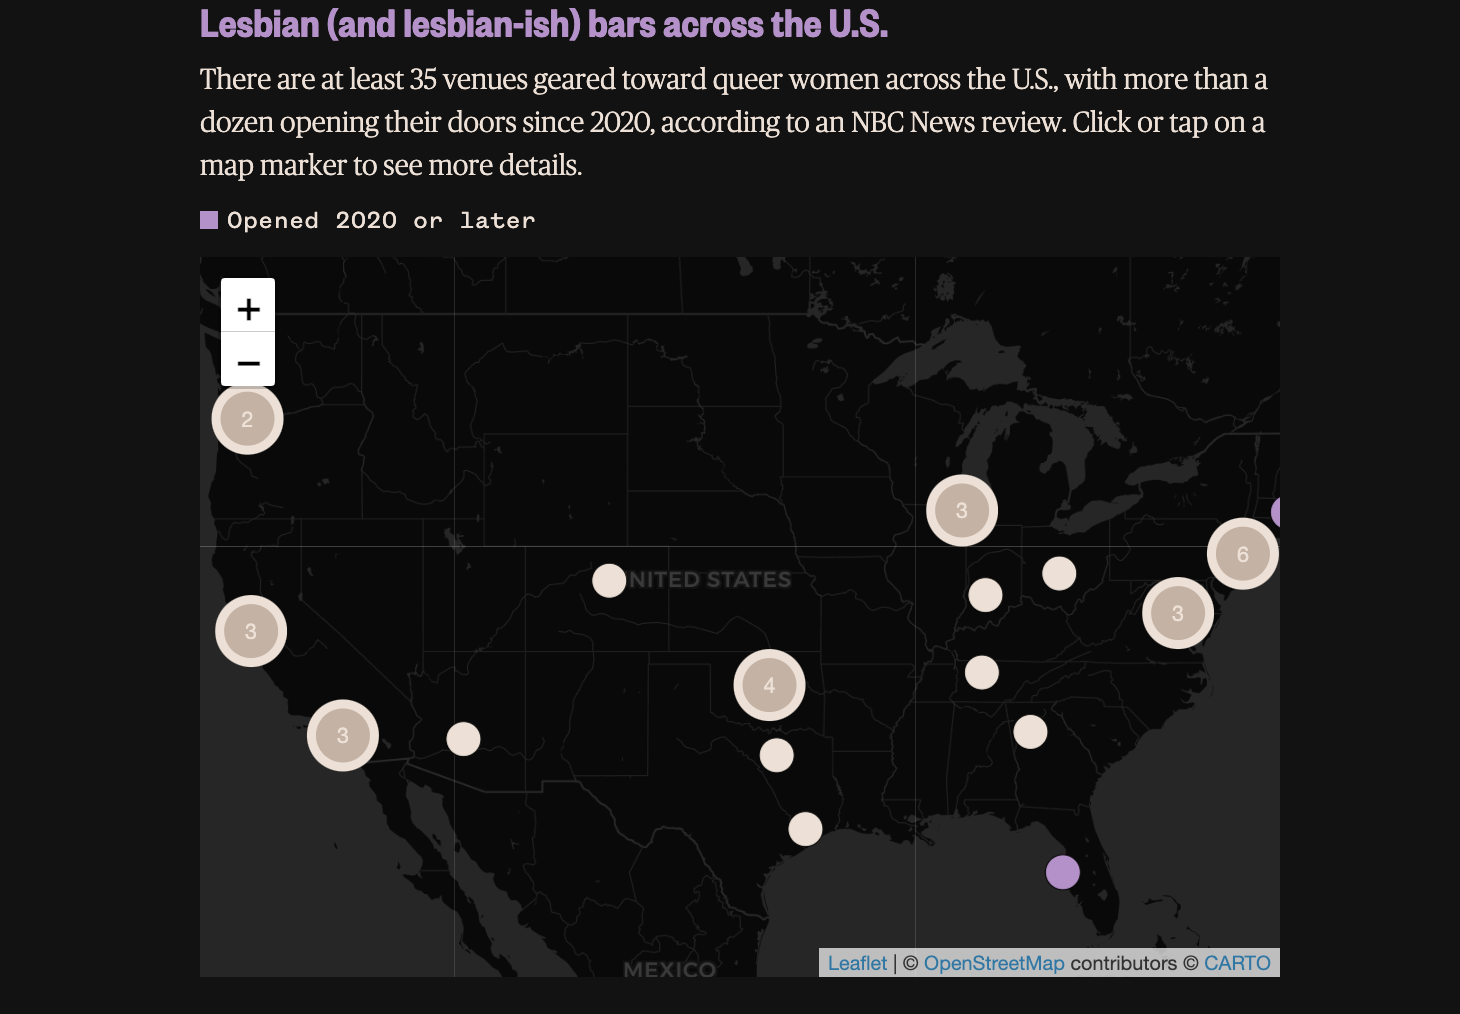 Lesbian (and lesbian-ish) bars across the U.S.
There are at least 35 venues geared toward queer women across the U.S., with more than a
dozen opening their doors since 2020, according to an NBC News review. Click or tap on a
map marker to see more details.
Opened 2020 or later
+
−
2
3
6
NITED STATES
3
3
4
3
MEXICO
Leaflet | © OpenStreetMap contributors © CARTO